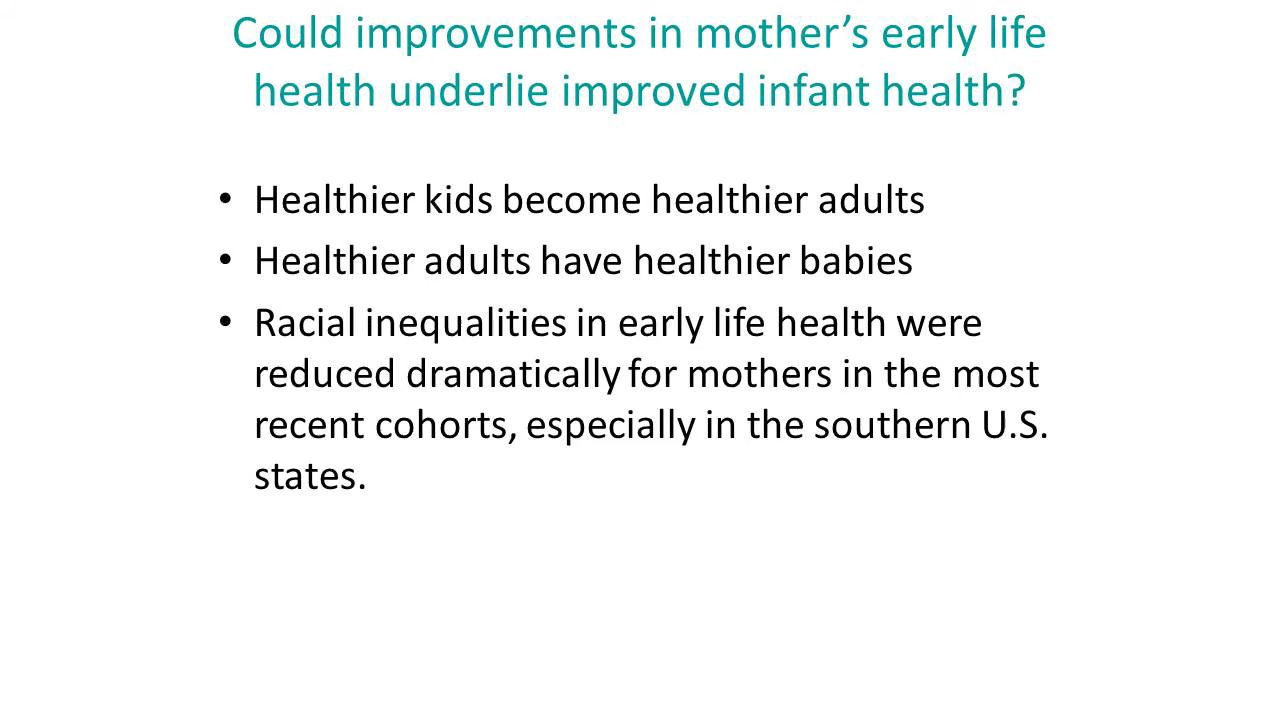 Could improvements in mother’s early life
health underlie improved infant health?
• Healthier kids become healthier adults
• Healthier adults have healthier babies
• Racial inequalities in early life health were
reduced dramatically for mothers in the most
recent cohorts, especially in the southern U.S.
states.